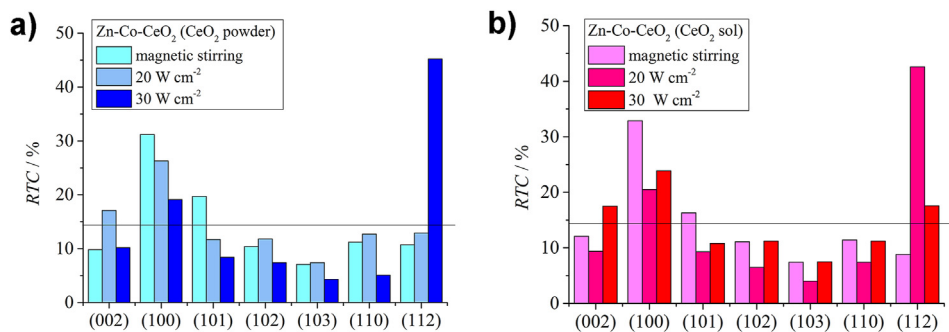 a)
Zn-Co-CeO₂ (CeO₂ powder)
magnetic stirring
20 W cm⁻²
30 W cm⁻²
RTC / %
50
40
30
20
10
0
(002) (100) (101) (102) (103) (110) (112)
b)
Zn-Co-CeO₂ (CeO₂ sol)
magnetic stirring
20 W cm⁻²
30 W cm⁻²
RTC / %
50
40
30
20
10
0
(002) (100) (101) (102) (103) (110) (112)